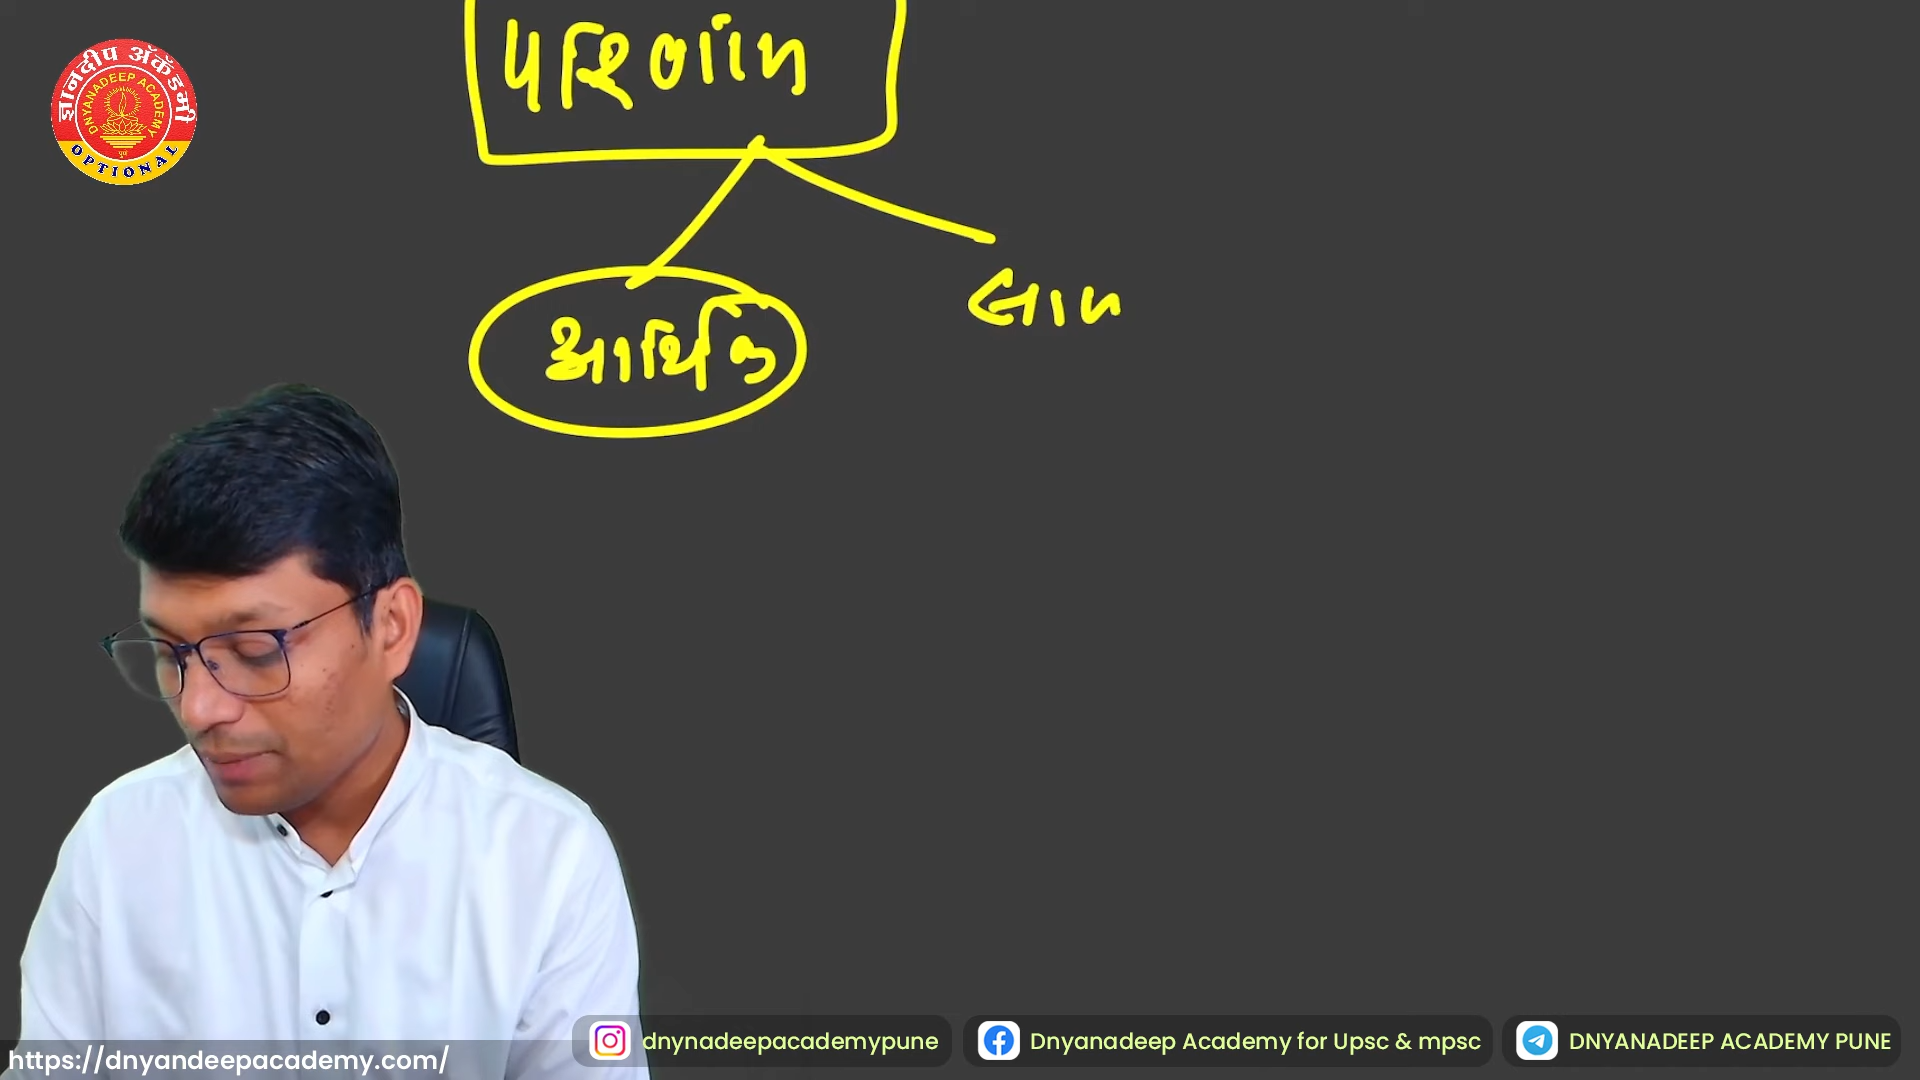 ज्ञानदीप अ‍ॅकॅडमी
DNYANADEEP ACADEMY
पुणे
OPTIONAL
परिणाम
आर्थिक
साम
https://dnyandeepacademy.com/
dnynadeepacademypune
Dnyanadeep Academy for Upsc & mpsc
DNYANADEEP ACADEMY PUNE